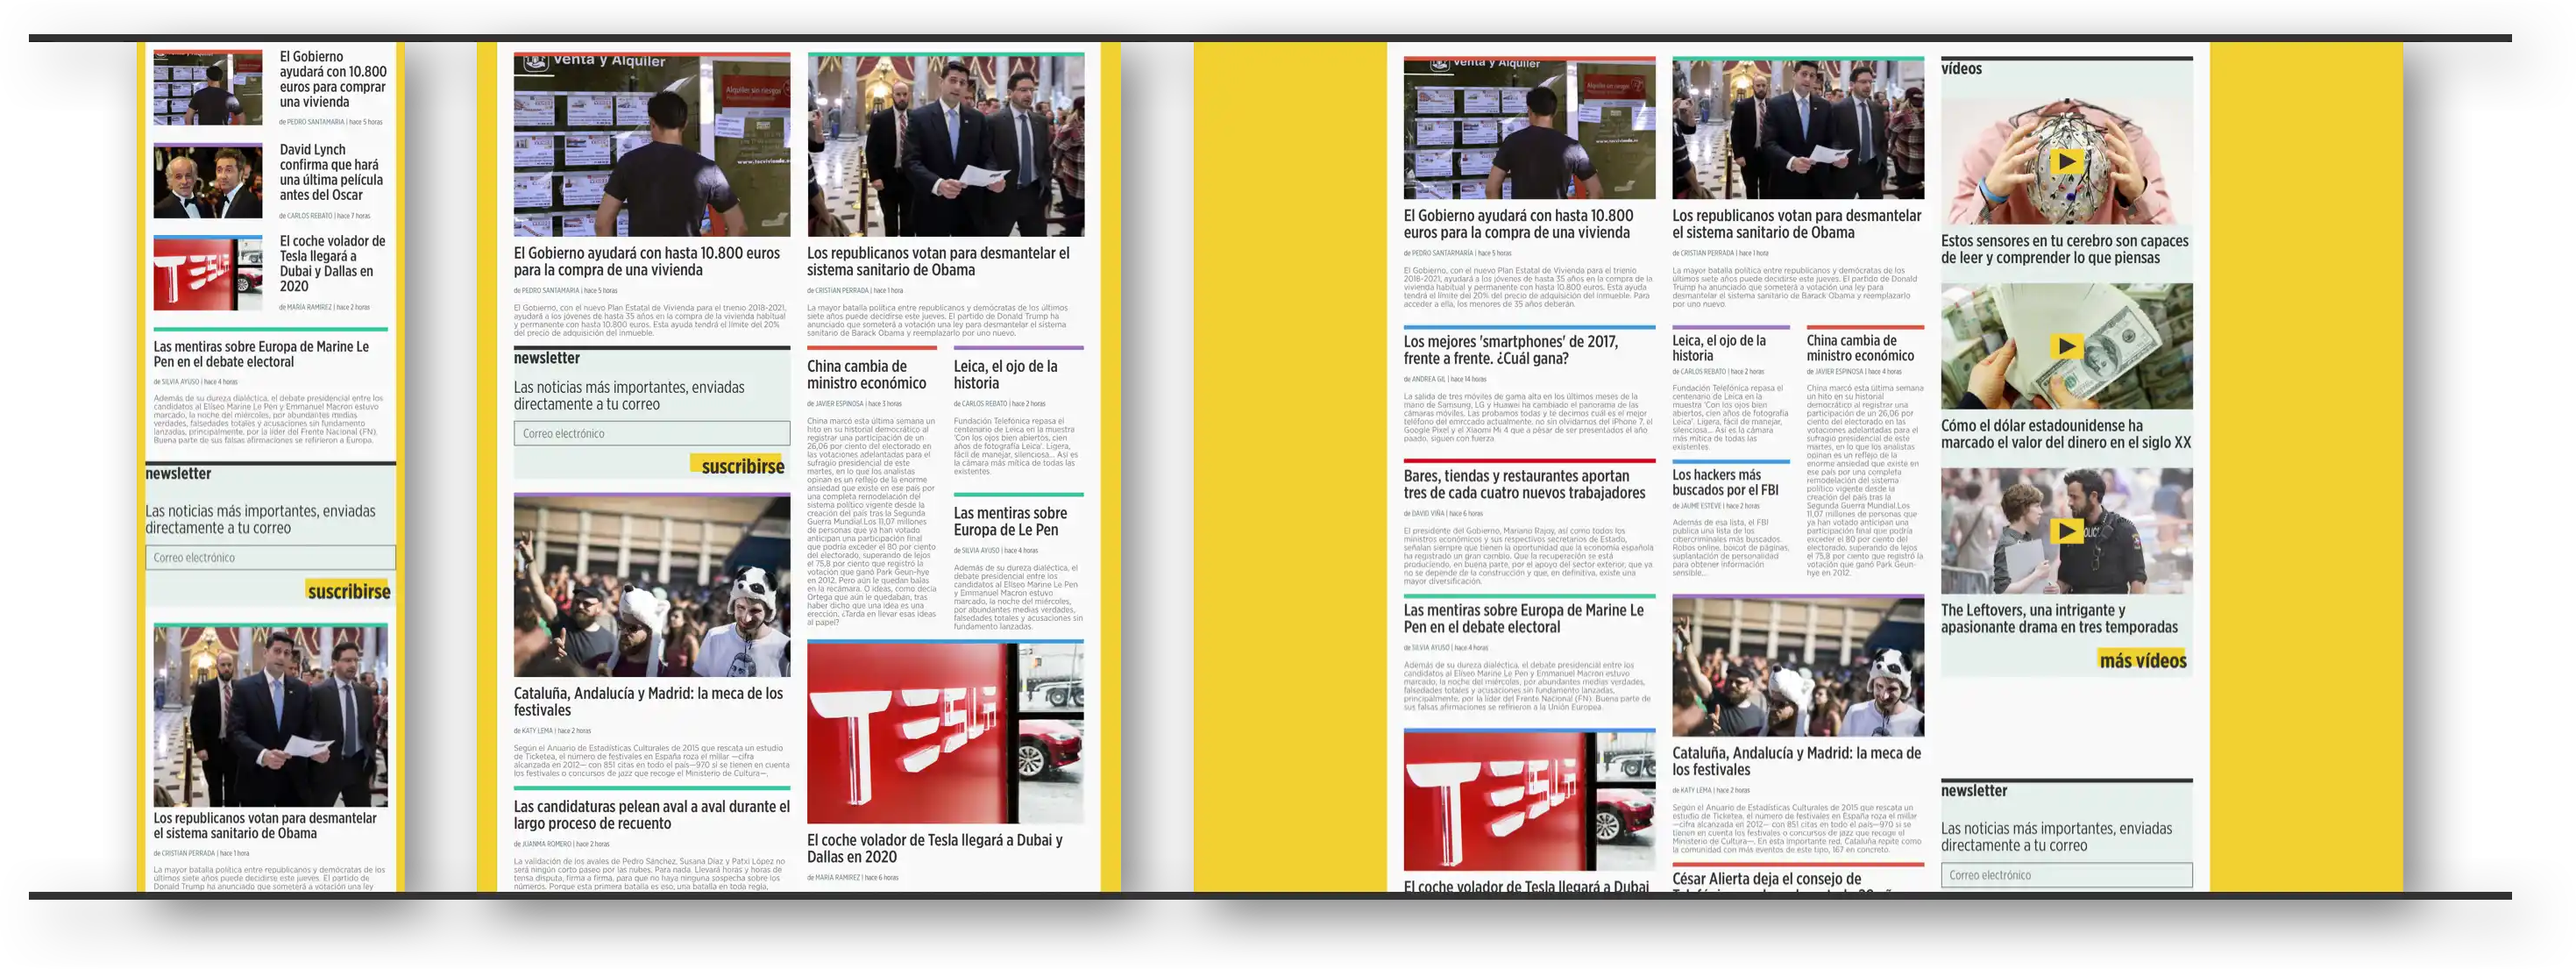 El Gobierno
ayudará con 10.800
euros para comprar
una vivienda
de PEDRO SANTAMARIA | hace 5 horas
David Lynch
confirma que hará
una última película
antes del Oscar
de CARLOS REBATO | hace 7 horas
El coche volador de
Tesla llegará a
Dubai y Dallas en
2020
de MARÍA RAMIREZ | hace 2 horas
Las mentiras sobre Europa de Marine Le
Pen en el debate electoral
de SILVIA AYUSO | hace 4 horas
Además de su dureza dialéctica, el debate presidencial entre los
candidatos al Elíseo Marine Le Pen y Emmanuel Macron estuvo
marcado, la noche del miércoles, por abundantes medias
verdades, falsedades totales y acusaciones sin fundamento
lanzadas, principalmente, por la líder del Frente Nacional (FN).
Buena parte de sus falsas afirmaciones se refirieron a Europa.
newsletter
Las noticias más importantes, enviadas
directamente a tu correo
Correo electrónico
suscribirse
Los republicanos votan para desmantelar
el sistema sanitario de Obama
de CRISTIAN PERRADA | hace 1 hora
La mayor batalla política entre republicanos y demócratas de los
últimos siete años puede decidirse este jueves. El partido de
Donald Trump ha anunciado que someterá a votación una ley
Venta y Alquiler
Alquiler sin riesgos
El Gobierno ayudará con hasta 10.800 euros
para la compra de una vivienda
de PEDRO SANTAMARIA | hace 5 horas
El Gobierno, con el nuevo Plan Estatal de Vivienda para el trienio 2018-2021,
ayudará a los jóvenes de hasta 35 años en la compra de la vivienda habitual
y permanente con hasta 10.800 euros. Esta ayuda tendrá el límite del 20%
del precio de adquisición del inmueble.
newsletter
Las noticias más importantes, enviadas
directamente a tu correo
Correo electrónico
suscribirse
Cataluña, Andalucía y Madrid: la meca de los
festivales
de KATY LEMA | hace 2 horas
Según el Anuario de Estadísticas Culturales de 2015 que rescata un estudio
de Ticketea, el número de festivales en España roza el millar —cifra
alcanzada en 2012— con 851 citas en todo el país—970 si se tienen en cuenta
los festivales o concursos de jazz que recoge el Ministerio de Cultura—.
Las candidaturas pelean aval a aval durante el
largo proceso de recuento
de JUANMA ROMERO | hace 2 horas
La validación de los avales de Pedro Sánchez, Susana Díaz y Patxi López no
será ningún corto paseo por las nubes. Para nada. Llevará horas y horas de
tensa disputa, firma a firma, para que no haya ninguna sospecha sobre los
números. Porque esta primera batalla es eso, una batalla en toda regla,
Los republicanos votan para desmantelar el
sistema sanitario de Obama
de CRISTIAN PERRADA | hace 1 hora
La mayor batalla política entre republicanos y demócratas de los últimos
siete años puede decidirse este jueves. El partido de Donald Trump ha
anunciado que someterá a votación una ley para desmantelar el sistema
sanitario de Barack Obama y reemplazarlo por uno nuevo.
China cambia de
ministro económico
de JAVIER ESPINOSA | hace 3 horas
China marcó esta última semana un
hito en su historial democrático al
registrar una participación de un
26,06 por ciento del electorado en
las votaciones adelantadas para el
sufragio presidencial de este
martes, en lo que los analistas
opinan es un reflejo de la enorme
ansiedad que existe en ese país por
una completa remodelación del
sistema político vigente desde la
creación del país tras la Segunda
Guerra Mundial.Los 11,07 millones
de personas que ya han votado
anticipan una participación final
que podría exceder el 80 por ciento
del electorado, superando de lejos
el 75,8 por ciento que registró la
votación que ganó Park Geun-hye
en 2012. Pero aún le quedan balas
en la recámara. O ideas, como decía
Ortega que aún le quedaban, tras
haber dicho que una idea es una
erección, ¿Tarda en llevar esas ideas
al papel?
Leica, el ojo de la
historia
de CARLOS REBATO | hace 2 horas
Fundación Telefónica repasa el
centenario de Leica en la muestra
'Con los ojos bien abiertos, cien
años de fotografía Leica'. Ligera,
fácil de manejar, silenciosa... Así es
la cámara más mítica de todas las
existentes.
Las mentiras sobre
Europa de Le Pen
de SILVIA AYUSO | hace 4 horas
Además de su dureza dialéctica, el
debate presidencial entre los
candidatos al Elíseo Marine Le Pen
y Emmanuel Macron estuvo
marcado, la noche del miércoles,
por abundantes medias verdades,
falsedades totales y acusaciones sin
fundamento lanzadas.
TESLA
El coche volador de Tesla llegará a Dubai y
Dallas en 2020
de MARIA RAMIREZ | hace 6 horas
Venta y Alquiler
El Gobierno ayudará con hasta 10.800
euros para la compra de una vivienda
de PEDRO SANTARMARÍA | hace 5 horas
El Gobierno, con el nuevo Plan Estatal de Vivienda para el trienio
2018-2021, ayudará a los jóvenes de hasta 35 años en la compra de la
vivienda habitual y permanente con hasta 10.800 euros. Esta ayuda
tendrá el límite del 20% del precio de adquisición del inmueble. Para
acceder a ella, los menores de 35 años deberán.
Los mejores 'smartphones' de 2017,
frente a frente. ¿Cuál gana?
de ANDREA GIL | hace 14 horas
La salida de tres móviles de gama alta en los últimos meses de la
mano de Samsung, LG y Huawei ha cambiado el panorama de las
cámaras móviles. Las probamos todas y te decimos cuál es el mejor
teléfono del emrccado actualmente, no sin olvidarnos del iPhone 7, el
Google Pixel y el Xiaomi Mi 4 que a pesar de ser presentados el año
paado, siguen con fuerza.
Bares, tiendas y restaurantes aportan
tres de cada cuatro nuevos trabajadores
de DAVID VIÑA | hace 6 horas
El presidente del Gobierno, Mariano Rajoy, así como todos los
ministros económicos y sus respectivos secretarios de Estado,
señalan siempre que tienen la oportunidad que la economía española
ha registrado un gran cambio. Que la recuperación se está
produciendo, en buena parte, por el apoyo del sector exterior, que ya
no se depende de la construcción y que, en definitiva, existe una
mayor diversificación.
Las mentiras sobre Europa de Marine Le
Pen en el debate electoral
de SILVIA AYUSO | hace 4 horas
Además de su dureza dialéctica, el debate presidencial entre los
candidatos al Elíseo Marine Le Pen y Emmanuel Macron estuvo
marcado, la noche del miércoles, por abundantes medias verdades,
falsedades totales y acusaciones sin fundamento lanzadas,
principalmente, por la líder del Frente Nacional (FN). Buena parte de
sus falsas afirmaciones se refirieron a la Unión Europea.
TESLA
El coche volador de Tesla llegará a Dubai
Los republicanos votan para desmantelar
el sistema sanitario de Obama
de CRISTIAN PERRADA | hace 1 hora
La mayor batalla política entre republicanos y demócratas de los
últimos siete años puede decidirse este jueves. El partido de Donald
Trump ha anunciado que someterá a votación una ley para
desmantelar el sistema sanitario de Barack Obama y reemplazarlo
por uno nuevo.
Leica, el ojo de la
historia
de CARLOS REBATO | hace 2 horas
Fundación Telefónica repasa el
centenario de Leica en la
muestra 'Con los ojos bien
abiertos, cien años de fotografía
Leica'. Ligera, fácil de manejar,
silenciosa... Así es la cámara
más mítica de todas las
existentes.
Los hackers más
buscados por el FBI
de JAUME ESTEVE | hace 2 horas
Además de esa lista, el FBI
publica una lista de los
cibercriminales más buscados.
Robos online, boicot de páginas,
suplantación de personalidad
para obtener información
sensible...
China cambia de
ministro económico
de JAVIER ESPINOSA | hace 4 horas
China marcó esta última semana
un hito en su historial
democrático al registrar una
participación de un 26,06 por
ciento del electorado en las
votaciones adelantadas para el
sufragio presidencial de este
martes, en lo que los analistas
opinan es un reflejo de la
enorme ansiedad que existe en
ese país por una completa
remodelación del sistema
político vigente desde la
creación del país tras la
Segunda Guerra Mundial.Los
11,07 millones de personas que
ya han votado anticipan una
participación final que podría
exceder el 80 por ciento del
electorado, superando de lejos
el 75,8 por ciento que registró la
votación que ganó Park Geun-
hye en 2012.
Cataluña, Andalucía y Madrid: la meca de
los festivales
de KATY LEMA | hace 2 horas
Según el Anuario de Estadísticas Culturales de 2015 que rescata un
estudio de Ticketea, el número de festivales en España roza el millar
—cifra alcanzada en 2012— con 851 citas en todo el país—970 si se
tienen en cuenta los festivales o concursos de jazz que recoge el
Ministerio de Cultura—. En esta importante red, Cataluña repite como
la comunidad con más eventos de este tipo, 167 en concreto.
César Alierta deja el consejo de
vídeos
Estos sensores en tu cerebro son capaces
de leer y comprender lo que piensas
Cómo el dólar estadounidense ha
marcado el valor del dinero en el siglo XX
The Leftovers, una intrigante y
apasionante drama en tres temporadas
más vídeos
newsletter
Las noticias más importantes, enviadas
directamente a tu correo
Correo electrónico